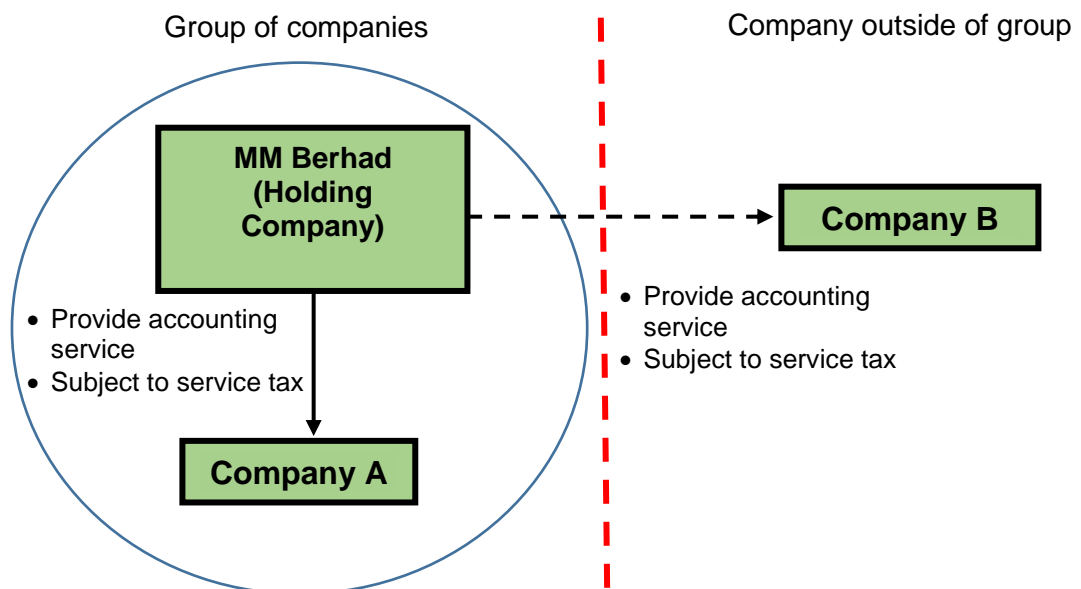 Group of companies
Company outside of group
MM Berhad
(Holding
Company)
Company B
• Provide accounting
service
• Subject to service tax
• Provide accounting
service
• Subject to service tax
Company A